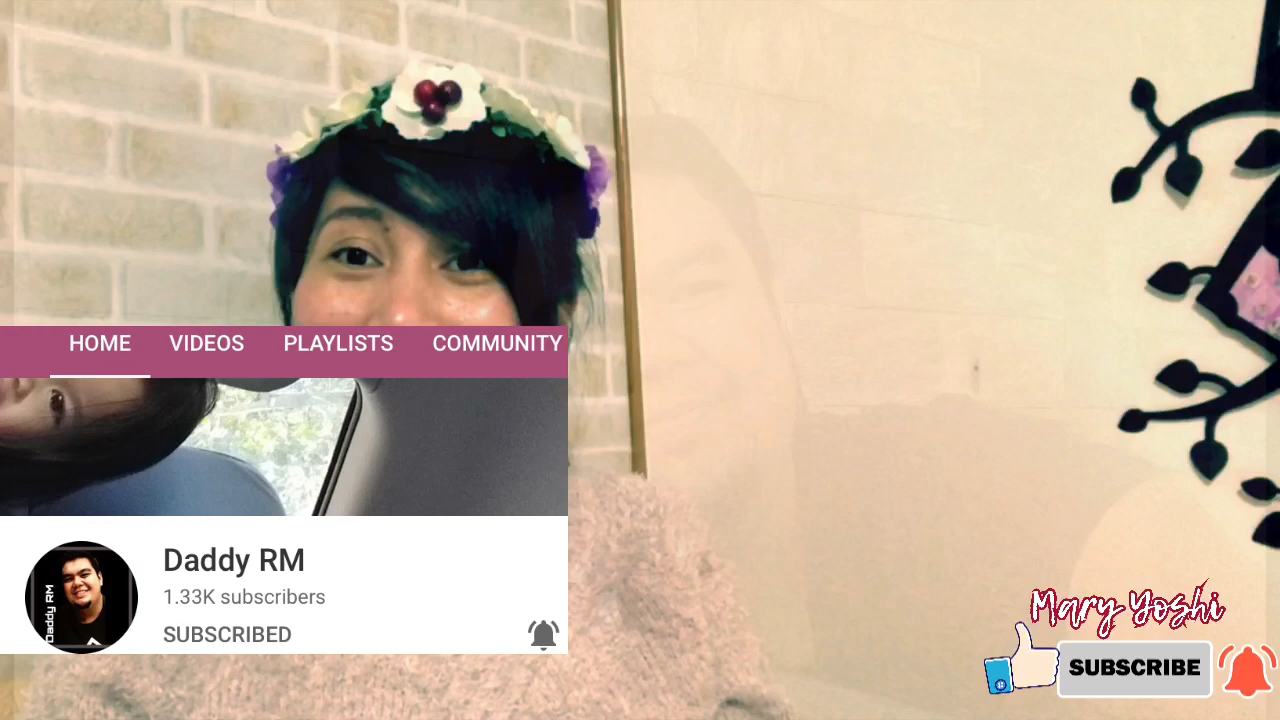 HOME VIDEOS PLAYLISTS COMMUNITY
Daddy RM
1.33K subscribers
SUBSCRIBED
Daddy RM
Mary Yoshi
SUBSCRIBE